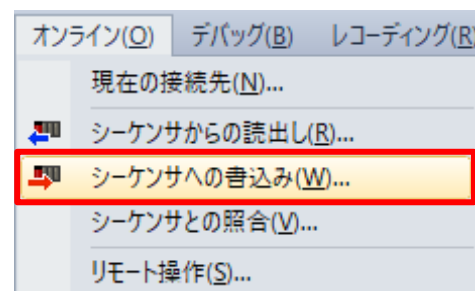 オンライン(O) デバッグ(B) レコーディング(R
現在の接続先(N)...
シーケンサからの読出し(R)...
シーケンサへの書込み(W)...
シーケンサとの照合(V)...
リモート操作(S)...